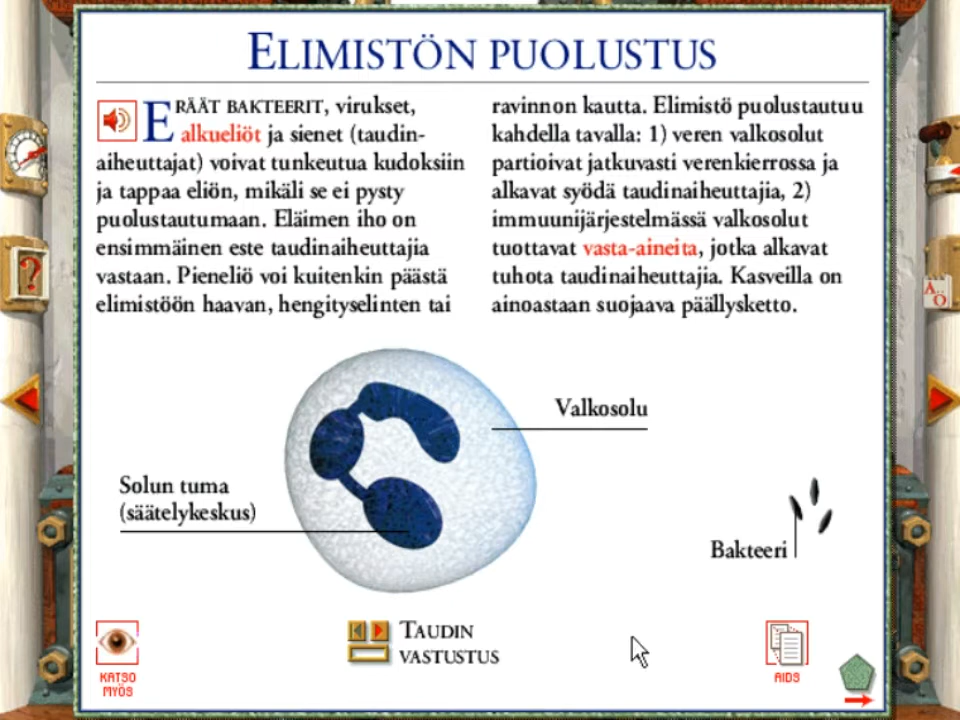 ELIMISTÖN PUOLUSTUS
ERÄÄT BAKTEERIT, virukset,
alkueliöt ja sienet (taudin-
aiheuttajat) voivat tunkeutua kudoksiin
ja tappaa eliön, mikäli se ei pysty
puolustautumaan. Eläimen iho on
ensimmäinen este taudinaiheuttajia
vastaan. Pieneliö voi kuitenkin päästä
elimistöön haavan, hengityselinten tai
ravinnon kautta. Elimistö puolustautuu
kahdella tavalla: 1) veren valkosolut
partioivat jatkuvasti verenkierrossa ja
alkavat syödä taudinaiheuttajia, 2)
immuunijärjestelmässä valkosolut
tuottavat vasta-aineita, jotka alkavat
tuhota taudinaiheuttajia. Kasveilla on
ainoastaan suojaava päällysketto.
Valkosolu
Solun tuma
(säätelykeskus)
Bakteeri
TAUDIN
VASTUSTUS
KATSO
MYÖS
AIDS
?
A..
Ö